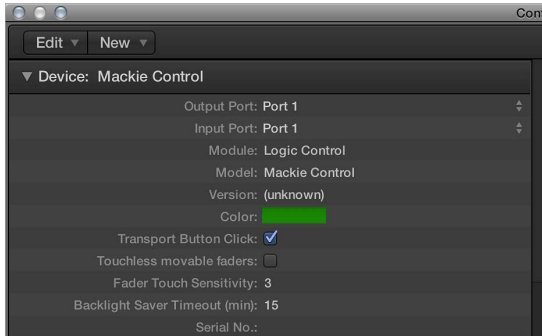 Con
Edit New
Device: Mackie Control
Output Port: Port 1
Input Port: Port 1
Module: Logic Control
Model: Mackie Control
Version: (unknown)
Color:
Transport Button Click:
Touchless movable faders:
Fader Touch Sensitivity: 3
Backlight Saver Timeout (min): 15
Serial No.: